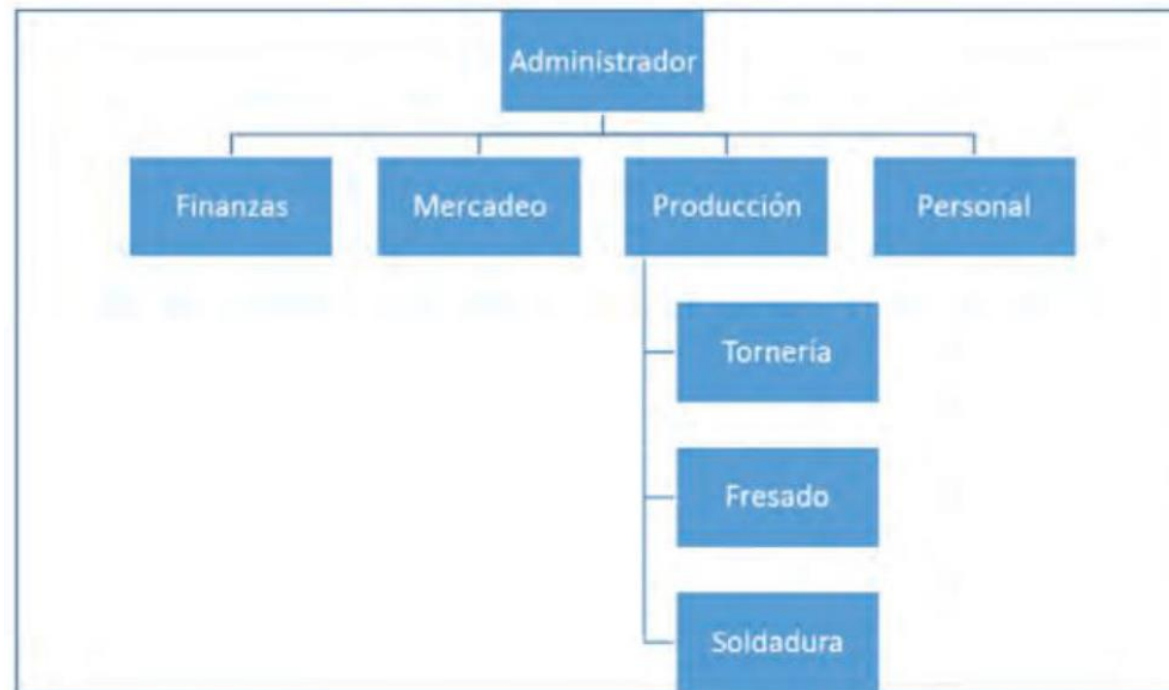 Administrador
Finanzas
Mercadeo
Producción
Personal
Tornería
Fresado
Soldadura